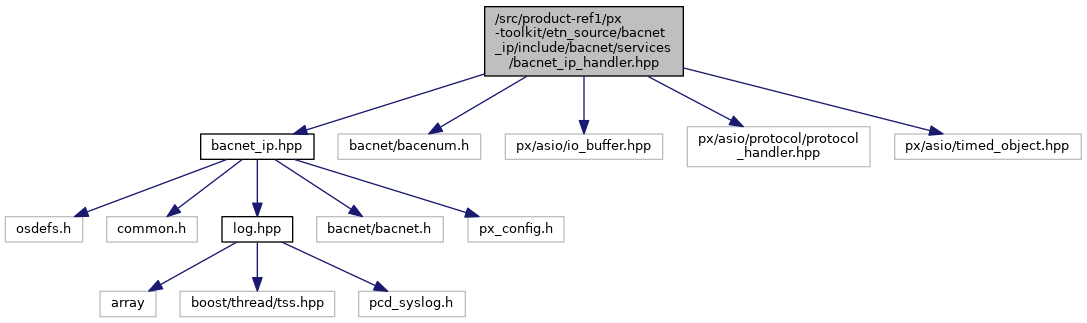 /src/product-ref1/px
-toolkit/etn_source/bacnet
_ip/include/bacnet/services
/bacnet_ip_handler.hpp
bacnet_ip.hpp
bacnet/bacenum.h
px/asio/io_buffer.hpp
px/asio/protocol/protocol
_handler.hpp
px/asio/timed_object.hpp
osdefs.h
common.h
log.hpp
bacnet/bacnet.h
px_config.h
array
boost/thread/tss.hpp
pcd_syslog.h